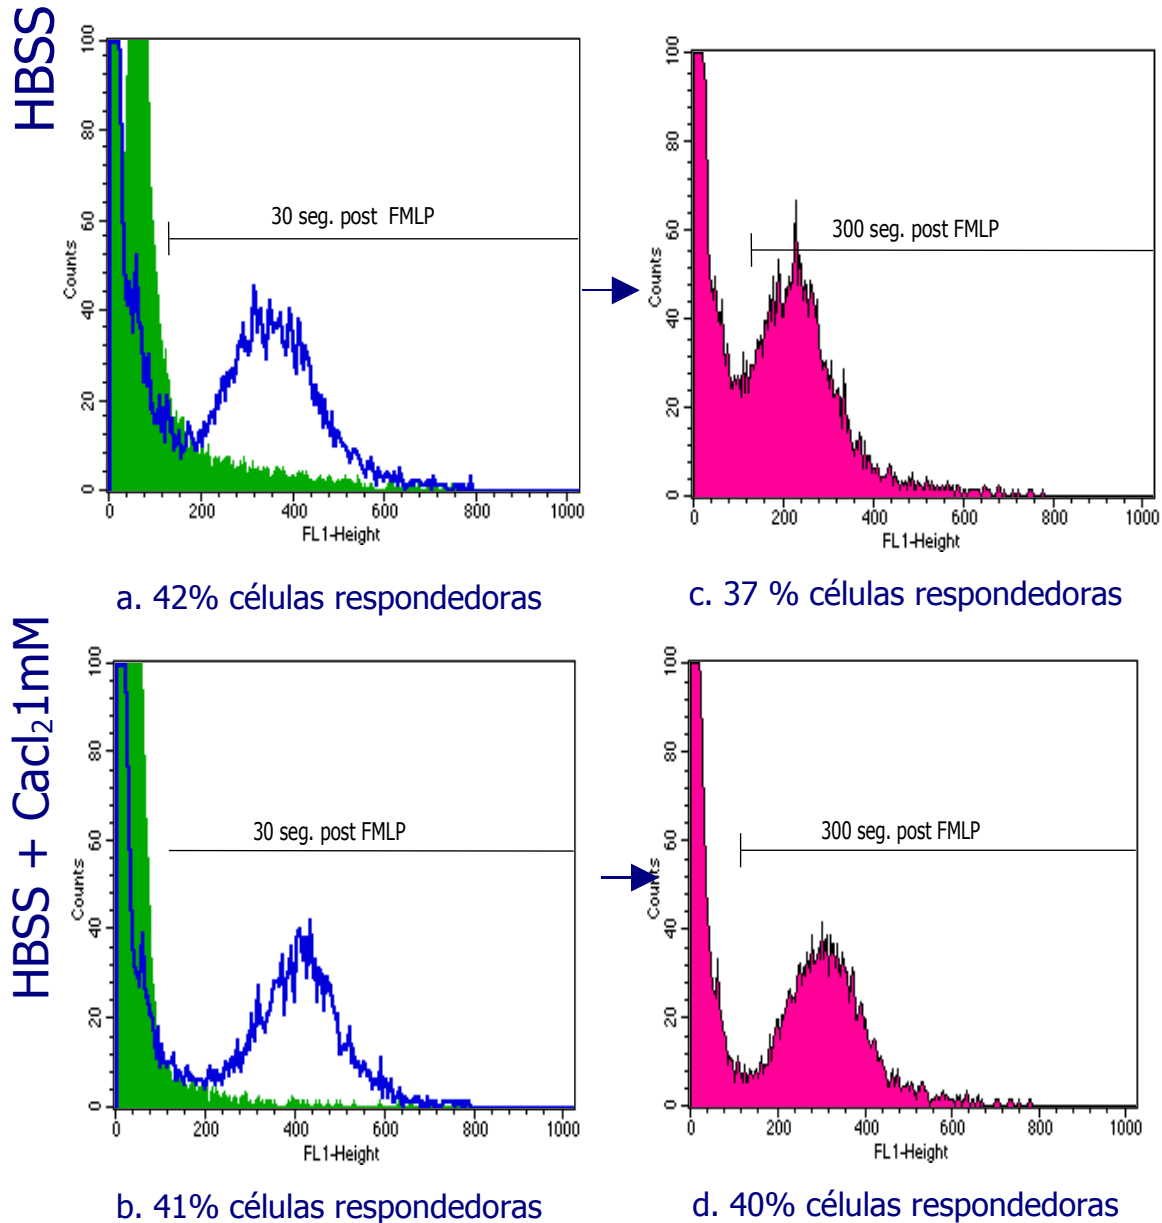 HBSS
100
80
60
40
20
0
Counts
30 seg. post FMLP
0 200 400 600 800 1000
FL1-Height
a. 42% células respondedoras
100
80
60
40
20
0
Counts
300 seg. post FMLP
0 200 400 600 800 1000
FL1-Height
c. 37 % células respondedoras
HBSS + Cacl₂1mM
100
80
60
40
20
0
Counts
30 seg. post FMLP
0 200 400 600 800 1000
FL1-Height
b. 41% células respondedoras
100
80
60
40
20
0
Counts
300 seg. post FMLP
0 200 400 600 800 1000
FL1-Height
d. 40% células respondedoras